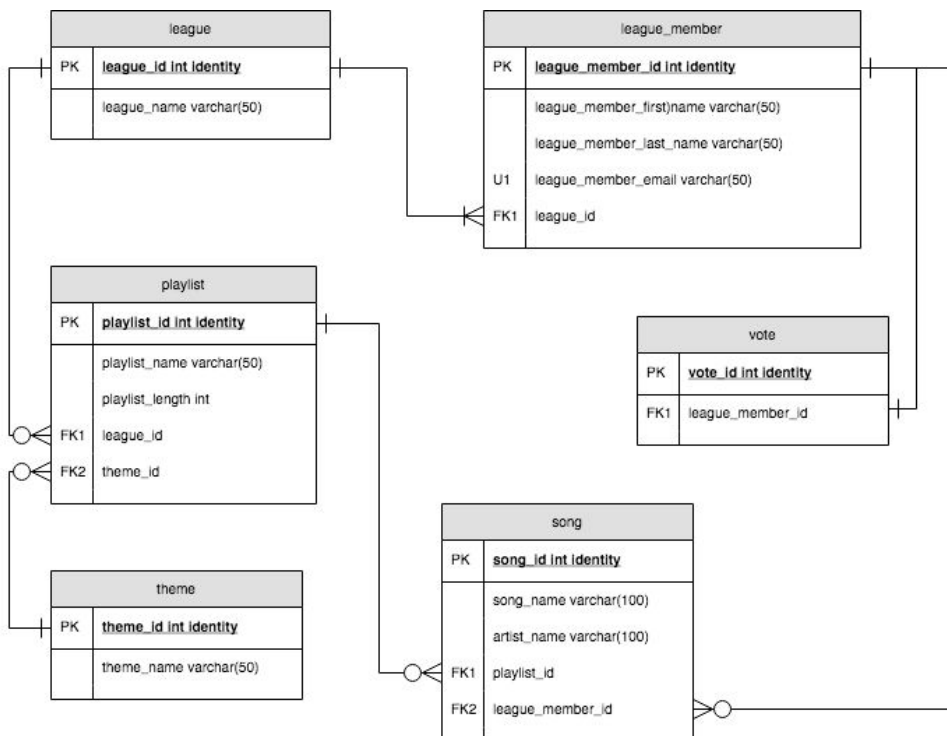 league
PK league_id int identity
league_name varchar(50)
league_member
PK league_member_id int identity
league_member_first)name varchar(50)
league_member_last_name varchar(50)
U1 league_member_email varchar(50)
FK1 league_id
playlist
PK playlist_id int identity
playlist_name varchar(50)
playlist_length int
FK1 league_id
FK2 theme_id
vote
PK vote_id int identity
FK1 league_member_id
song
PK song_id int identity
song_name varchar(100)
artist_name varchar(100)
FK1 playlist_id
FK2 league_member_id
theme
PK theme_id int identity
theme_name varchar(50)